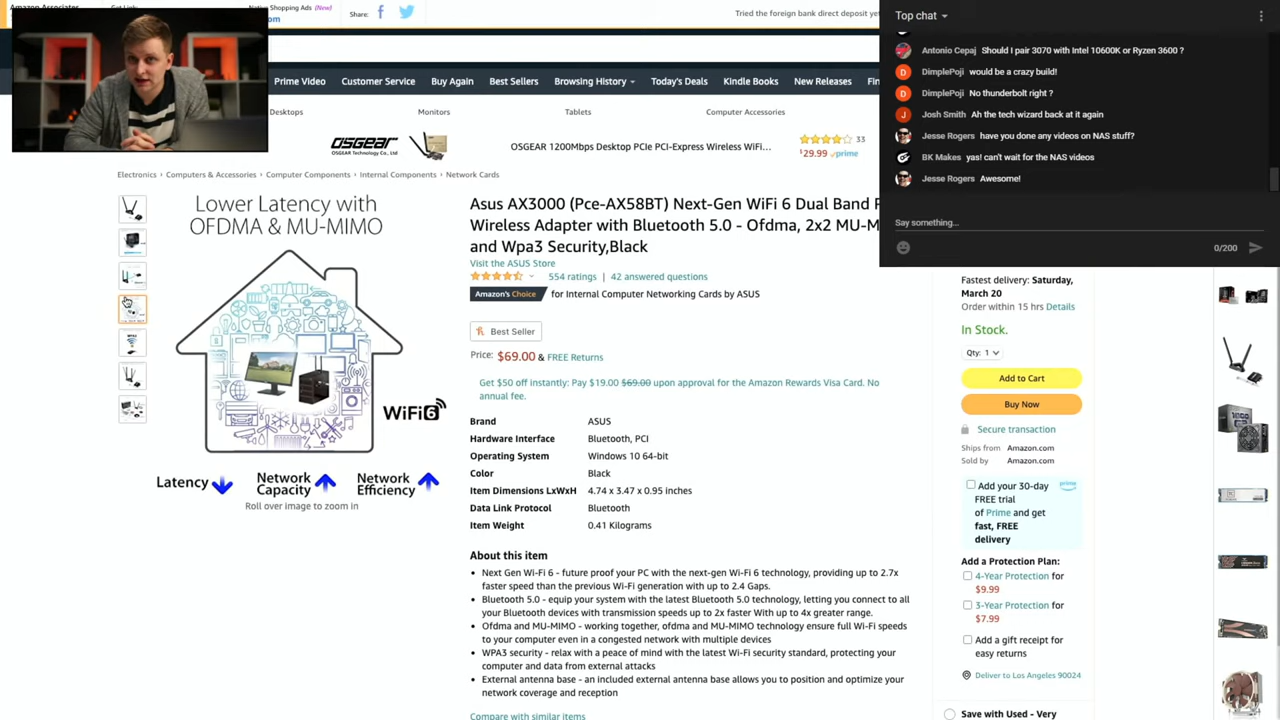 Amazon Associates
Get Link:
Native Shopping Ads (New)
Share:
Tried the foreign bank direct deposit yet
Prime Video
Customer Service
Buy Again
Best Sellers
Browsing History
Today's Deals
Kindle Books
New Releases
Desktops
Monitors
Tablets
Computer Accessories
OSGEAR
OSGEAR Technology Co., Ltd
OSGEAR 1200Mbps Desktop PCIe PCI-Express Wireless WiFi...
33
$29.99 prime
Electronics › Computers & Accessories › Computer Components › Internal Components › Network Cards
Lower Latency with
OFDMA & MU-MIMO
WiFi6
Latency
Network
Capacity
Network
Efficiency
Roll over image to zoom in
Asus AX3000 (Pce-AX58BT) Next-Gen WiFi 6 Dual Band
Wireless Adapter with Bluetooth 5.0 - Ofdma, 2x2 MU-M
and Wpa3 Security,Black
Visit the ASUS Store
554 ratings | 42 answered questions
Amazon's Choice for Internal Computer Networking Cards by ASUS
Best Seller
Price: $69.00 & FREE Returns
Get $50 off instantly: Pay $19.00 $69.00 upon approval for the Amazon Rewards Visa Card. No
annual fee.
Brand ASUS
Hardware Interface Bluetooth, PCI
Operating System Windows 10 64-bit
Color Black
Item Dimensions LxWxH 4.74 x 3.47 x 0.95 inches
Data Link Protocol Bluetooth
Item Weight 0.41 Kilograms
About this item
• Next Gen Wi-Fi 6 - future proof your PC with the next-gen Wi-Fi 6 technology, providing up to 2.7x
faster speed than the previous Wi-Fi generation with up to 2.4 Gaps.
• Bluetooth 5.0 - equip your system with the latest Bluetooth 5.0 technology, letting you connect to all
your Bluetooth devices with transmission speeds up to 2x faster With up to 4x greater range.
• Ofdma and MU-MIMO - working together, ofdma and MU-MIMO technology ensure full Wi-Fi speeds
to your computer even in a congested network with multiple devices
• WPA3 security - relax with a peace of mind with the latest Wi-Fi security standard, protecting your
computer and data from external attacks
• External antenna base - an included external antenna base allows you to position and optimize your
network coverage and reception
Compare with similar items
Top chat
Antonio Cepaj Should I pair 3070 with Intel 10600K or Ryzen 3600 ?
DimplePoji would be a crazy build!
DimplePoji No thunderbolt right ?
Josh Smith Ah the tech wizard back at it again
Jesse Rogers have you done any videos on NAS stuff?
BK Makes yas! can't wait for the NAS videos
Jesse Rogers Awesome!
Say something...
0/200
Fastest delivery: Saturday,
March 20
Order within 15 hrs Details
In Stock.
Qty: 1
Add to Cart
Buy Now
Secure transaction
Ships from Amazon.com
Sold by Amazon.com
Add your 30-day
FREE trial
of Prime and get
fast, FREE
delivery
prime
Add a Protection Plan:
4-Year Protection for
$9.99
3-Year Protection for
$7.99
Add a gift receipt for
easy returns
Deliver to Los Angeles 90024
Save with Used - Very